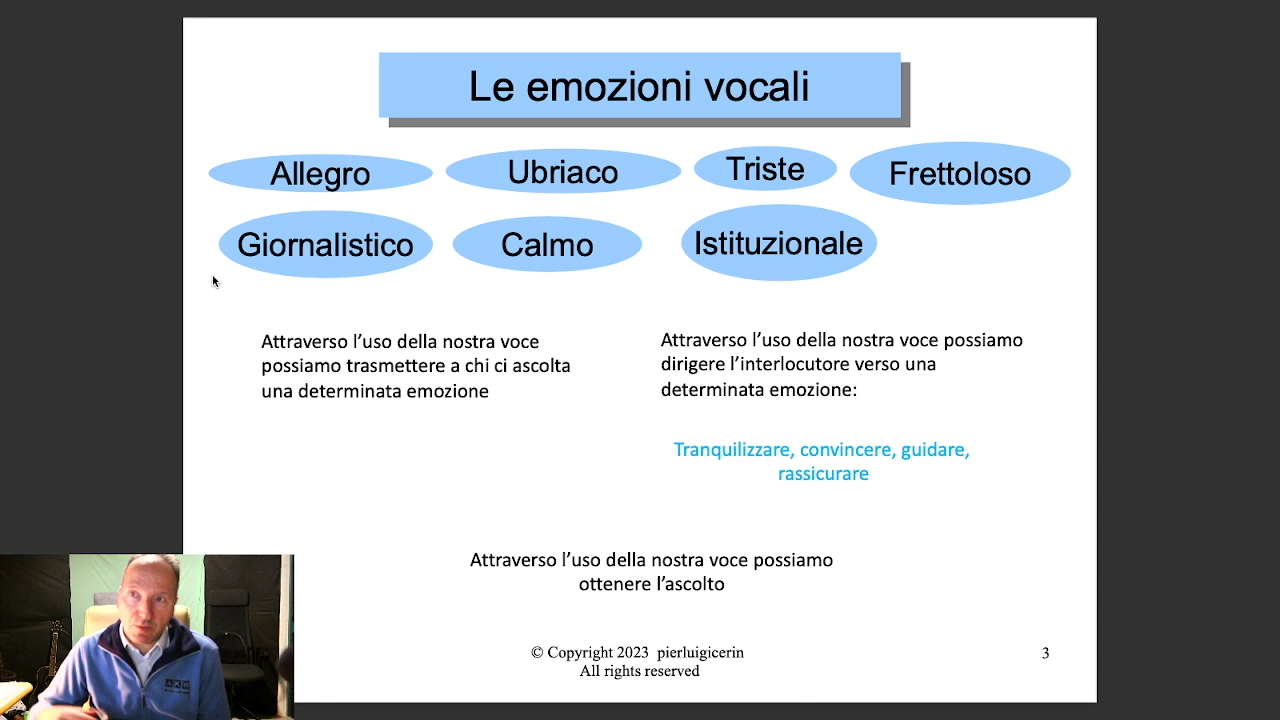 Le emozioni vocali
Allegro
Ubriaco
Triste
Frettoloso
Giornalistico
Calmo
Istituzionale
Attraverso l’uso della nostra voce
possiamo trasmettere a chi ci ascolta
una determinata emozione
Attraverso l’uso della nostra voce possiamo
dirigere l’interlocutore verso una
determinata emozione:
Tranquilizzare, convincere, guidare,
rassicurare
Attraverso l’uso della nostra voce possiamo
ottenere l’ascolto
© Copyright 2023 pierluigicerin
All rights reserved
3